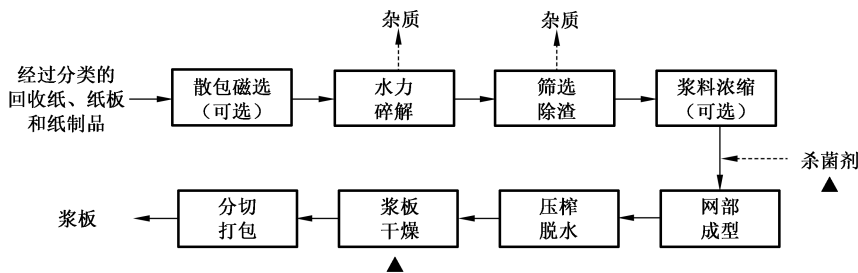 杂质
杂质
经过分类的
回收纸、纸板
和纸制品
散包磁选
（可选）
水力
碎解
筛选
除渣
浆料浓缩
（可选）
杀菌剂
▲
浆板
分切
打包
浆板
干燥
压榨
脱水
网部
成型
▲